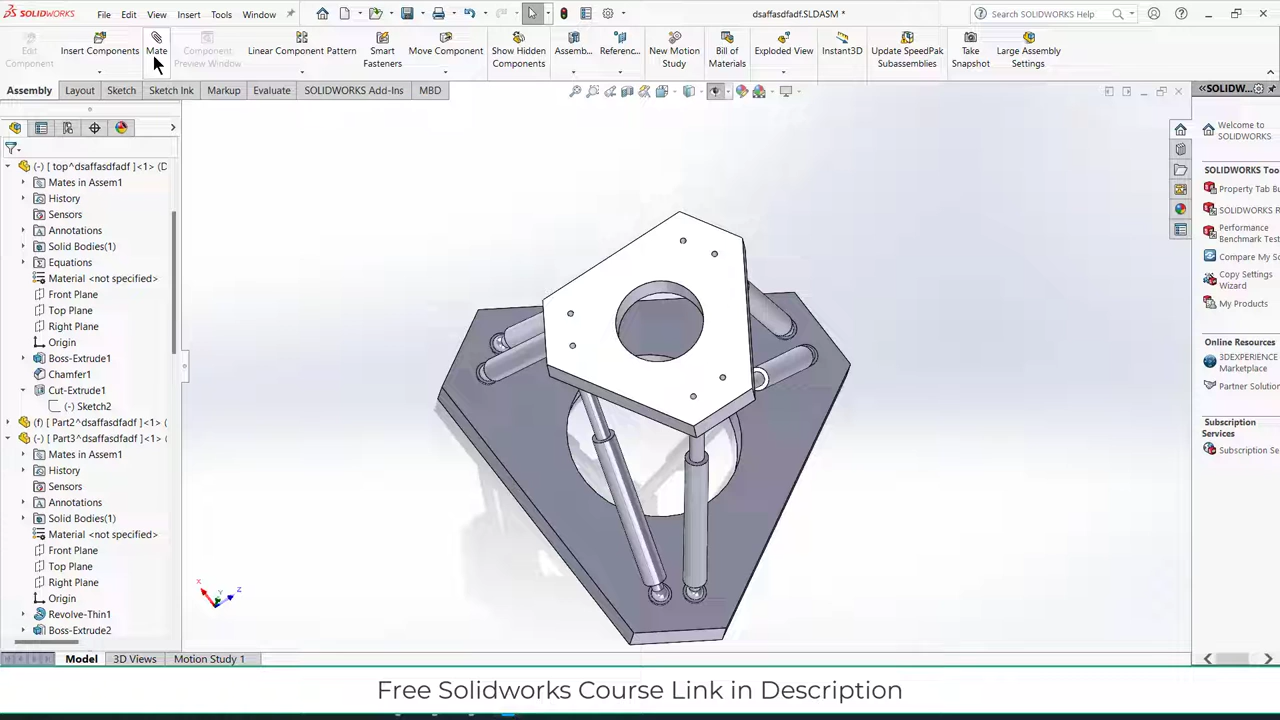 SOLIDWORKS File Edit View Insert Tools Window dsaffasdfadf.SLDASM * Search SOLIDWORKS Help
Edit Component Insert Components Mate Component Preview Window Linear Component Pattern Smart Fasteners Move Component Show Hidden Components Assemb... Referenc... New Motion Study Bill of Materials Exploded View Instant3D Update SpeedPak Subassemblies Take Snapshot Large Assembly Settings
Assembly Layout Sketch Sketch Ink Markup Evaluate SOLIDWORKS Add-Ins MBD
SOLIDW...
Welcome to
SOLIDWORKS
SOLIDWORKS Too
Property Tab Bu
SOLIDWORKS R
Performance
Benchmark Test
Compare My Sc
Copy Settings
Wizard
My Products
Online Resources
3DEXPERIENCE
Marketplace
Partner Solution
Subscription
Services
Subscription Se
(-) [ top^dsaffasdfadf ]<1> (D
Mates in Assem1
History
Sensors
Annotations
Solid Bodies(1)
Equations
Material <not specified>
Front Plane
Top Plane
Right Plane
Origin
Boss-Extrude1
Chamfer1
Cut-Extrude1
(-) Sketch2
(f) [ Part2^dsaffasdfadf ]<1> (
(-) [ Part3^dsaffasdfadf ]<1> (
Mates in Assem1
History
Sensors
Annotations
Solid Bodies(1)
Material <not specified>
Front Plane
Top Plane
Right Plane
Origin
Revolve-Thin1
Boss-Extrude2
X Y Z
Model 3D Views Motion Study 1
Free Solidworks Course Link in Description